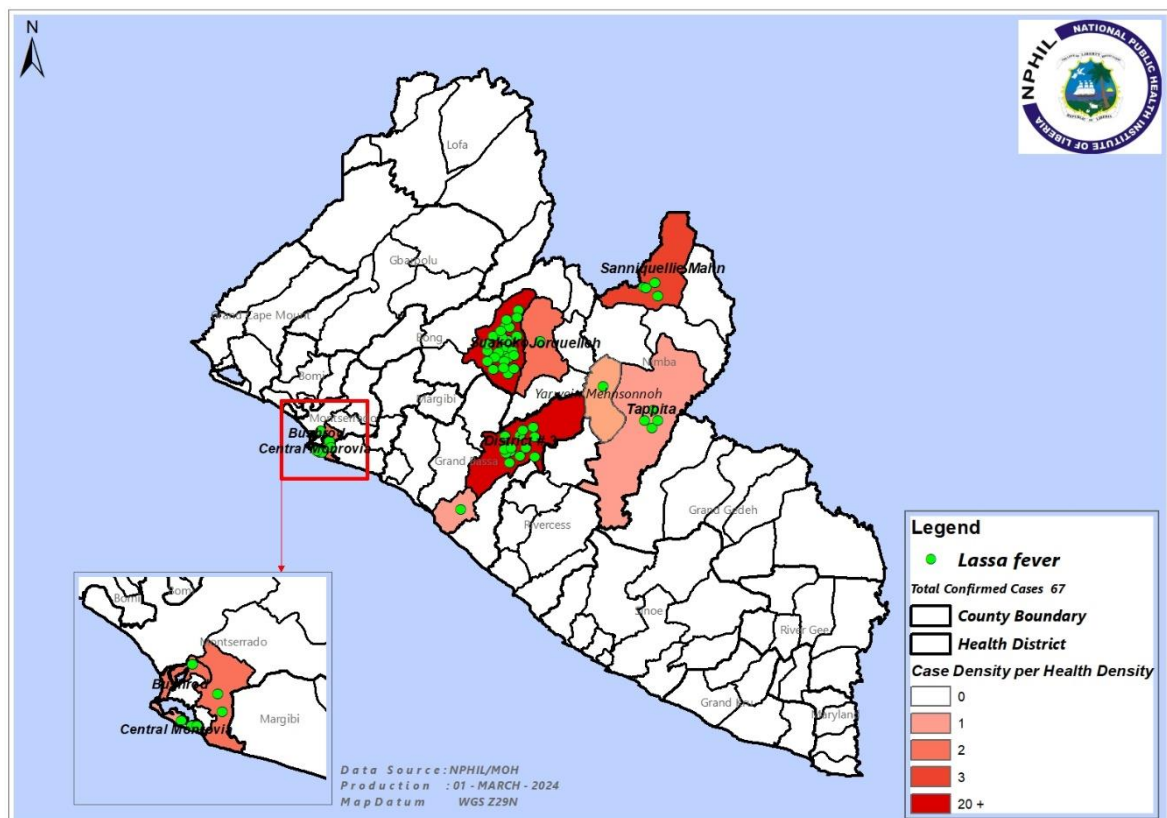 N
NPHIL
NATIONAL PUBLIC HEALTH INSTITUTE OF LIBERIA
Lofa
Gbarpolu
Sanniquellie Mahn
Grand Cape Mount
Bong
Suakoko
Jorquelleh
Nimba
Bomi
Margibi
Yarwein Mehnsonnoh
Montserrado
Tappita
Bushrod
Central Monrovia
District # 3
Grand Bassa
Grand Gedeh
Rivercess
Sinoe
River Gee
Grand Kru
Maryland
Bomi
Bomi
Montserrado
Bushrod
Central Monrovia
Margibi
Data Source: NPHIL/MOH
Production : 01 - MARCH - 2024
MapDatum WGS Z29N
Legend
Lassa fever
Total Confirmed Cases 67
County Boundary
Health District
Case Density per Health Density
0
1
2
3
20 +